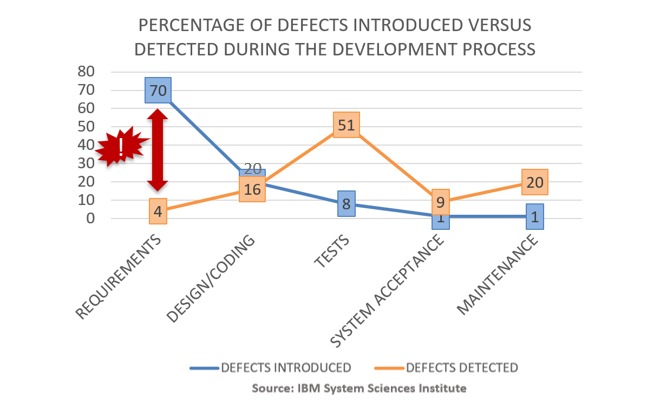 PERCENTAGE OF DEFECTS INTRODUCED VERSUS
DETECTED DURING THE DEVELOPMENT PROCESS
80
70
60
50
40
30
20
10
0
70
20
8
1
1
4
16
51
9
20
!
REQUIREMENTS
DESIGN/CODING
TESTS
SYSTEM ACCEPTANCE
MAINTENANCE
DEFECTS INTRODUCED
DEFECTS DETECTED
Source: IBM System Sciences Institute